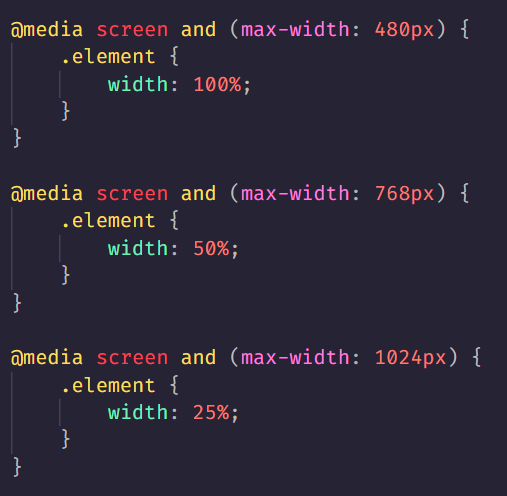 @media screen and (max-width: 480px) {
    .element {
        width: 100%;
    }
}

@media screen and (max-width: 768px) {
    .element {
        width: 50%;
    }
}

@media screen and (max-width: 1024px) {
    .element {
        width: 25%;
    }
}